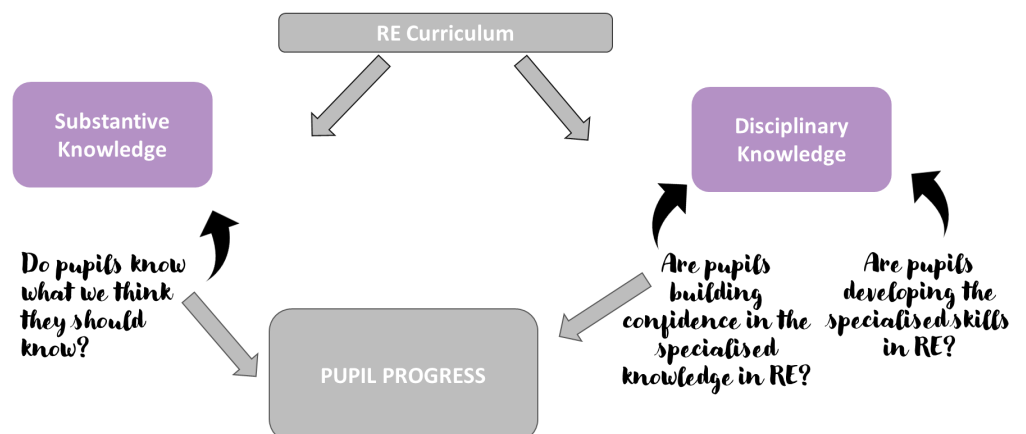 RE Curriculum
Substantive
Knowledge
Disciplinary
Knowledge
Do pupils know
what we think
they should
know?
Are pupils
building
confidence in the
specialised
knowledge in RE?
Are pupils
developing the
specialised skills
in RE?
PUPIL PROGRESS